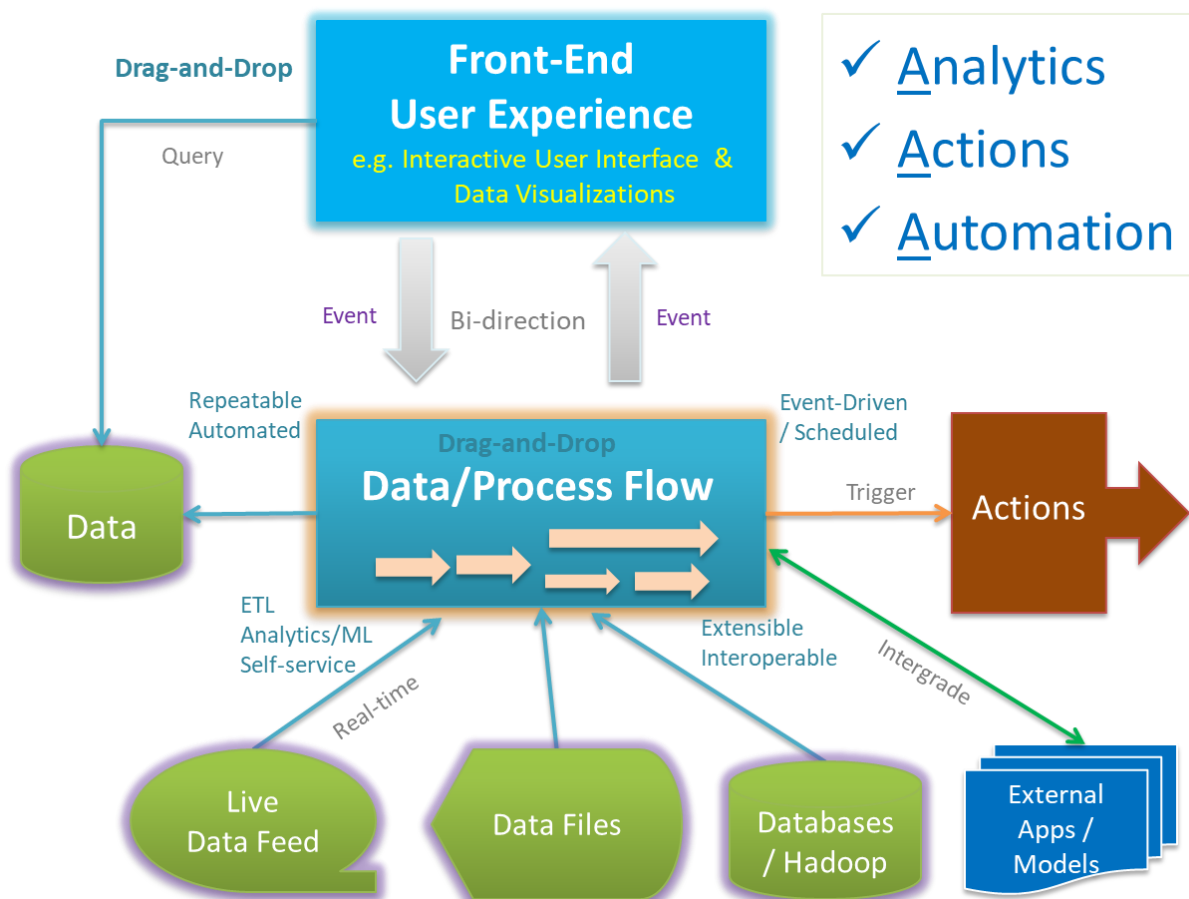 Drag-and-Drop
Query
Front-End
User Experience
e.g. Interactive User Interface &
Data Visualizations
✓ Analytics
✓ Actions
✓ Automation
Event
Bi-direction
Event
Repeatable
Automated
Event-Driven
/ Scheduled
Data
Drag-and-Drop
Data/Process Flow
Trigger
Actions
ETL
Analytics/ML
Self-service
Real-time
Extensible
Interoperable
Intergrade
Live
Data Feed
Data Files
Databases
/ Hadoop
External
Apps /
Models